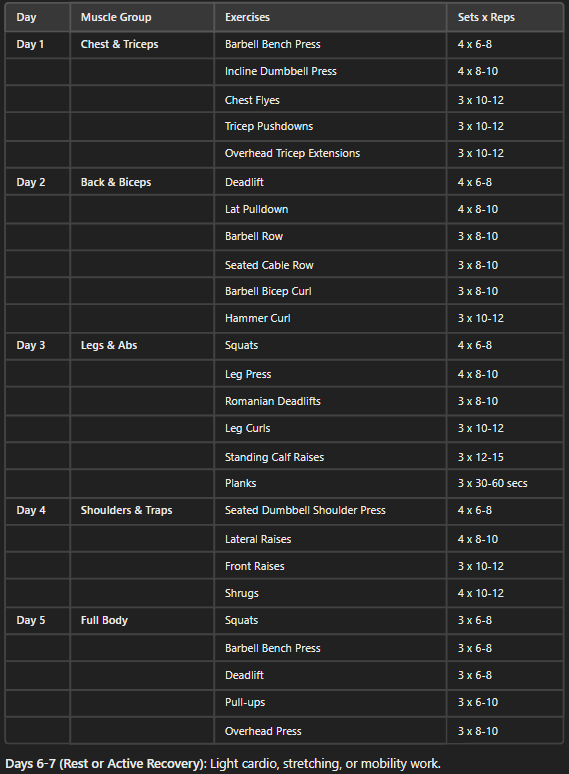 Day Muscle Group Exercises Sets x Reps
Day 1 Chest & Triceps Barbell Bench Press 4 x 6-8
Incline Dumbbell Press 4 x 8-10
Chest Flyes 3 x 10-12
Tricep Pushdowns 3 x 10-12
Overhead Tricep Extensions 3 x 10-12
Day 2 Back & Biceps Deadlift 4 x 6-8
Lat Pulldown 4 x 8-10
Barbell Row 3 x 8-10
Seated Cable Row 3 x 8-10
Barbell Bicep Curl 3 x 8-10
Hammer Curl 3 x 10-12
Day 3 Legs & Abs Squats 4 x 6-8
Leg Press 4 x 8-10
Romanian Deadlifts 3 x 8-10
Leg Curls 3 x 10-12
Standing Calf Raises 3 x 12-15
Planks 3 x 30-60 secs
Day 4 Shoulders & Traps Seated Dumbbell Shoulder Press 4 x 6-8
Lateral Raises 4 x 8-10
Front Raises 3 x 10-12
Shrugs 4 x 10-12
Day 5 Full Body Squats 3 x 6-8
Barbell Bench Press 3 x 6-8
Deadlift 3 x 6-8
Pull-ups 3 x 6-10
Overhead Press 3 x 8-10
Days 6-7 (Rest or Active Recovery): Light cardio, stretching, or mobility work.